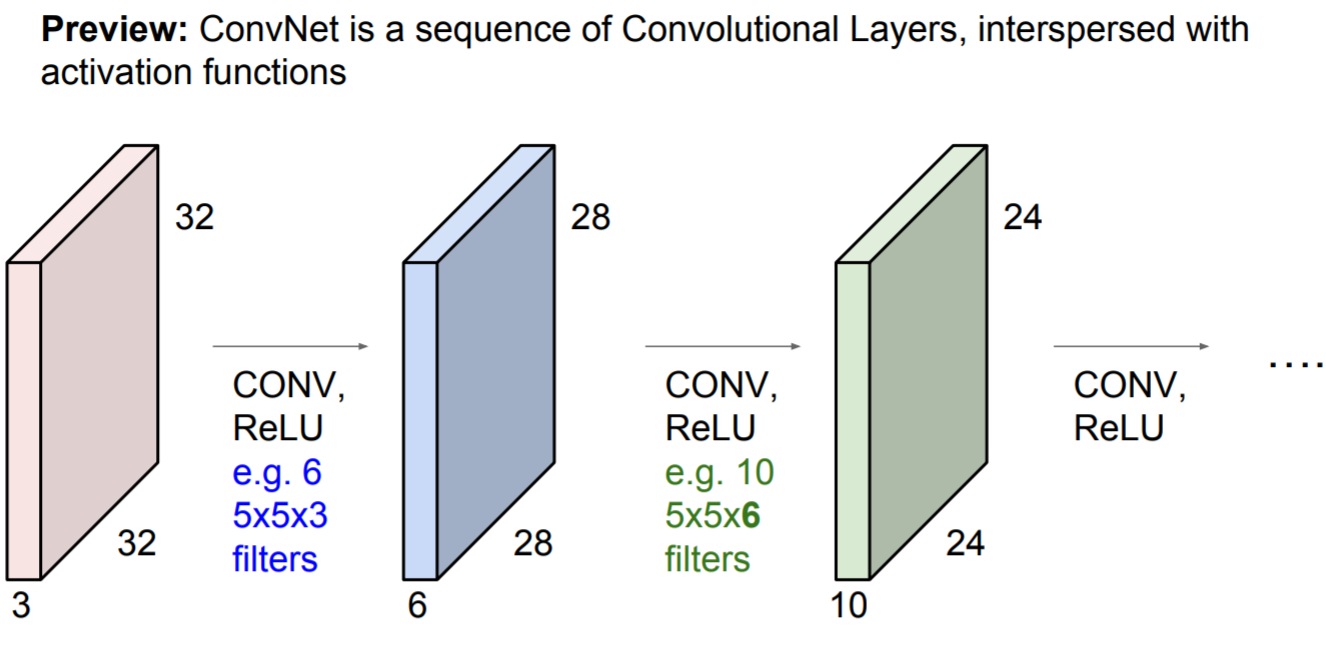 Preview: ConvNet is a sequence of Convolutional Layers, interspersed with
activation functions
32
32
3
CONV,
ReLU
e.g. 6
5x5x3
filters
28
28
6
CONV,
ReLU
e.g. 10
5x5x6
filters
24
24
10
CONV,
ReLU
....